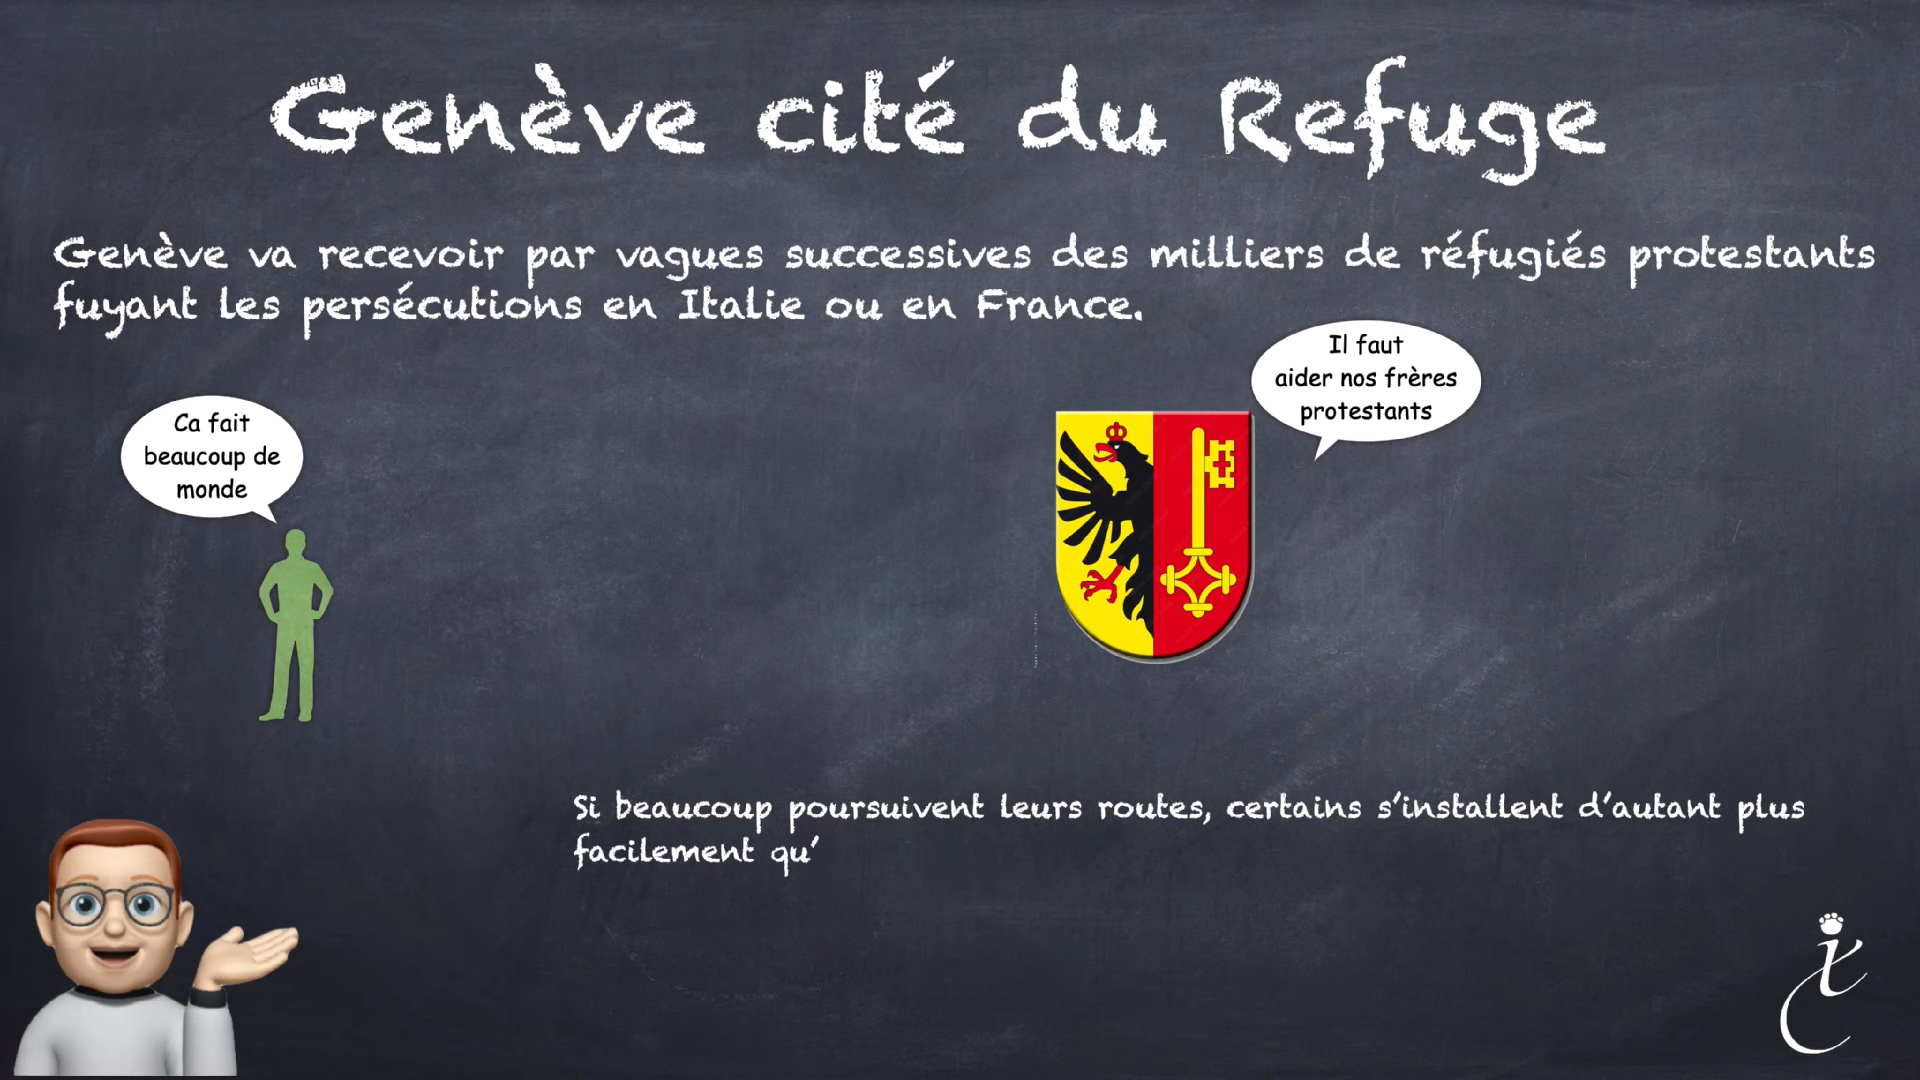 Genève cité du Refuge
Genève va recevoir par vagues successives des milliers de réfugiés protestants
fuyant les persécutions en Italie ou en France.
Il faut
aider nos frères
protestants
Ca fait
beaucoup de
monde
Si beaucoup poursuivent leurs routes, certains s’installent d’autant plus
facilement qu’